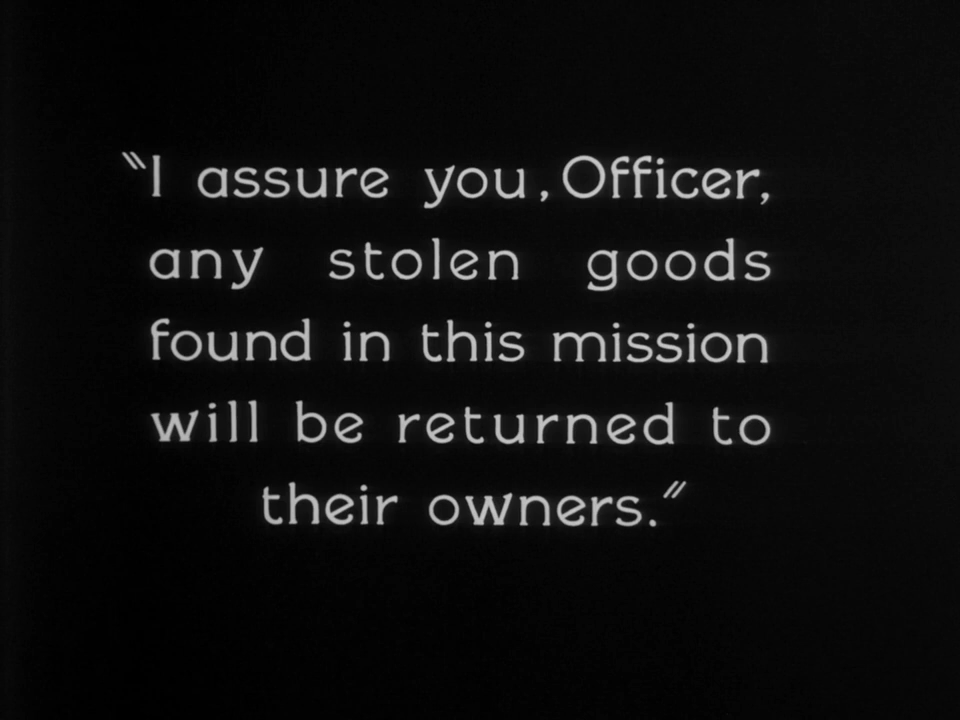 "I assure you, Officer,
any stolen goods
found in this mission
will be returned to
their owners."